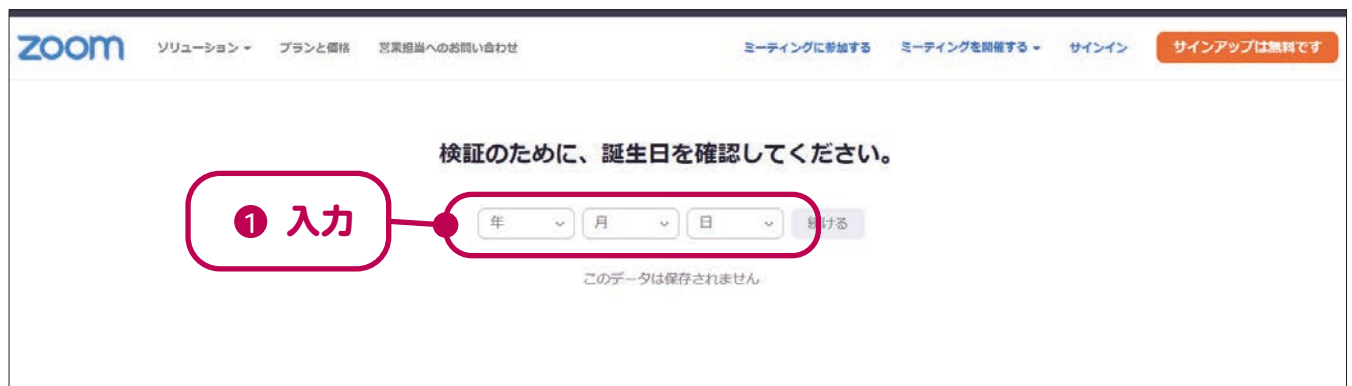 zoom ソリューション プランと価格 営業担当へのお問い合わせ ミーティングに参加する ミーティングを開催する サインイン サインアップは無料です
検証のために、誕生日を確認してください。
❶ 入力
年 月 日 続ける
このデータは保存されません